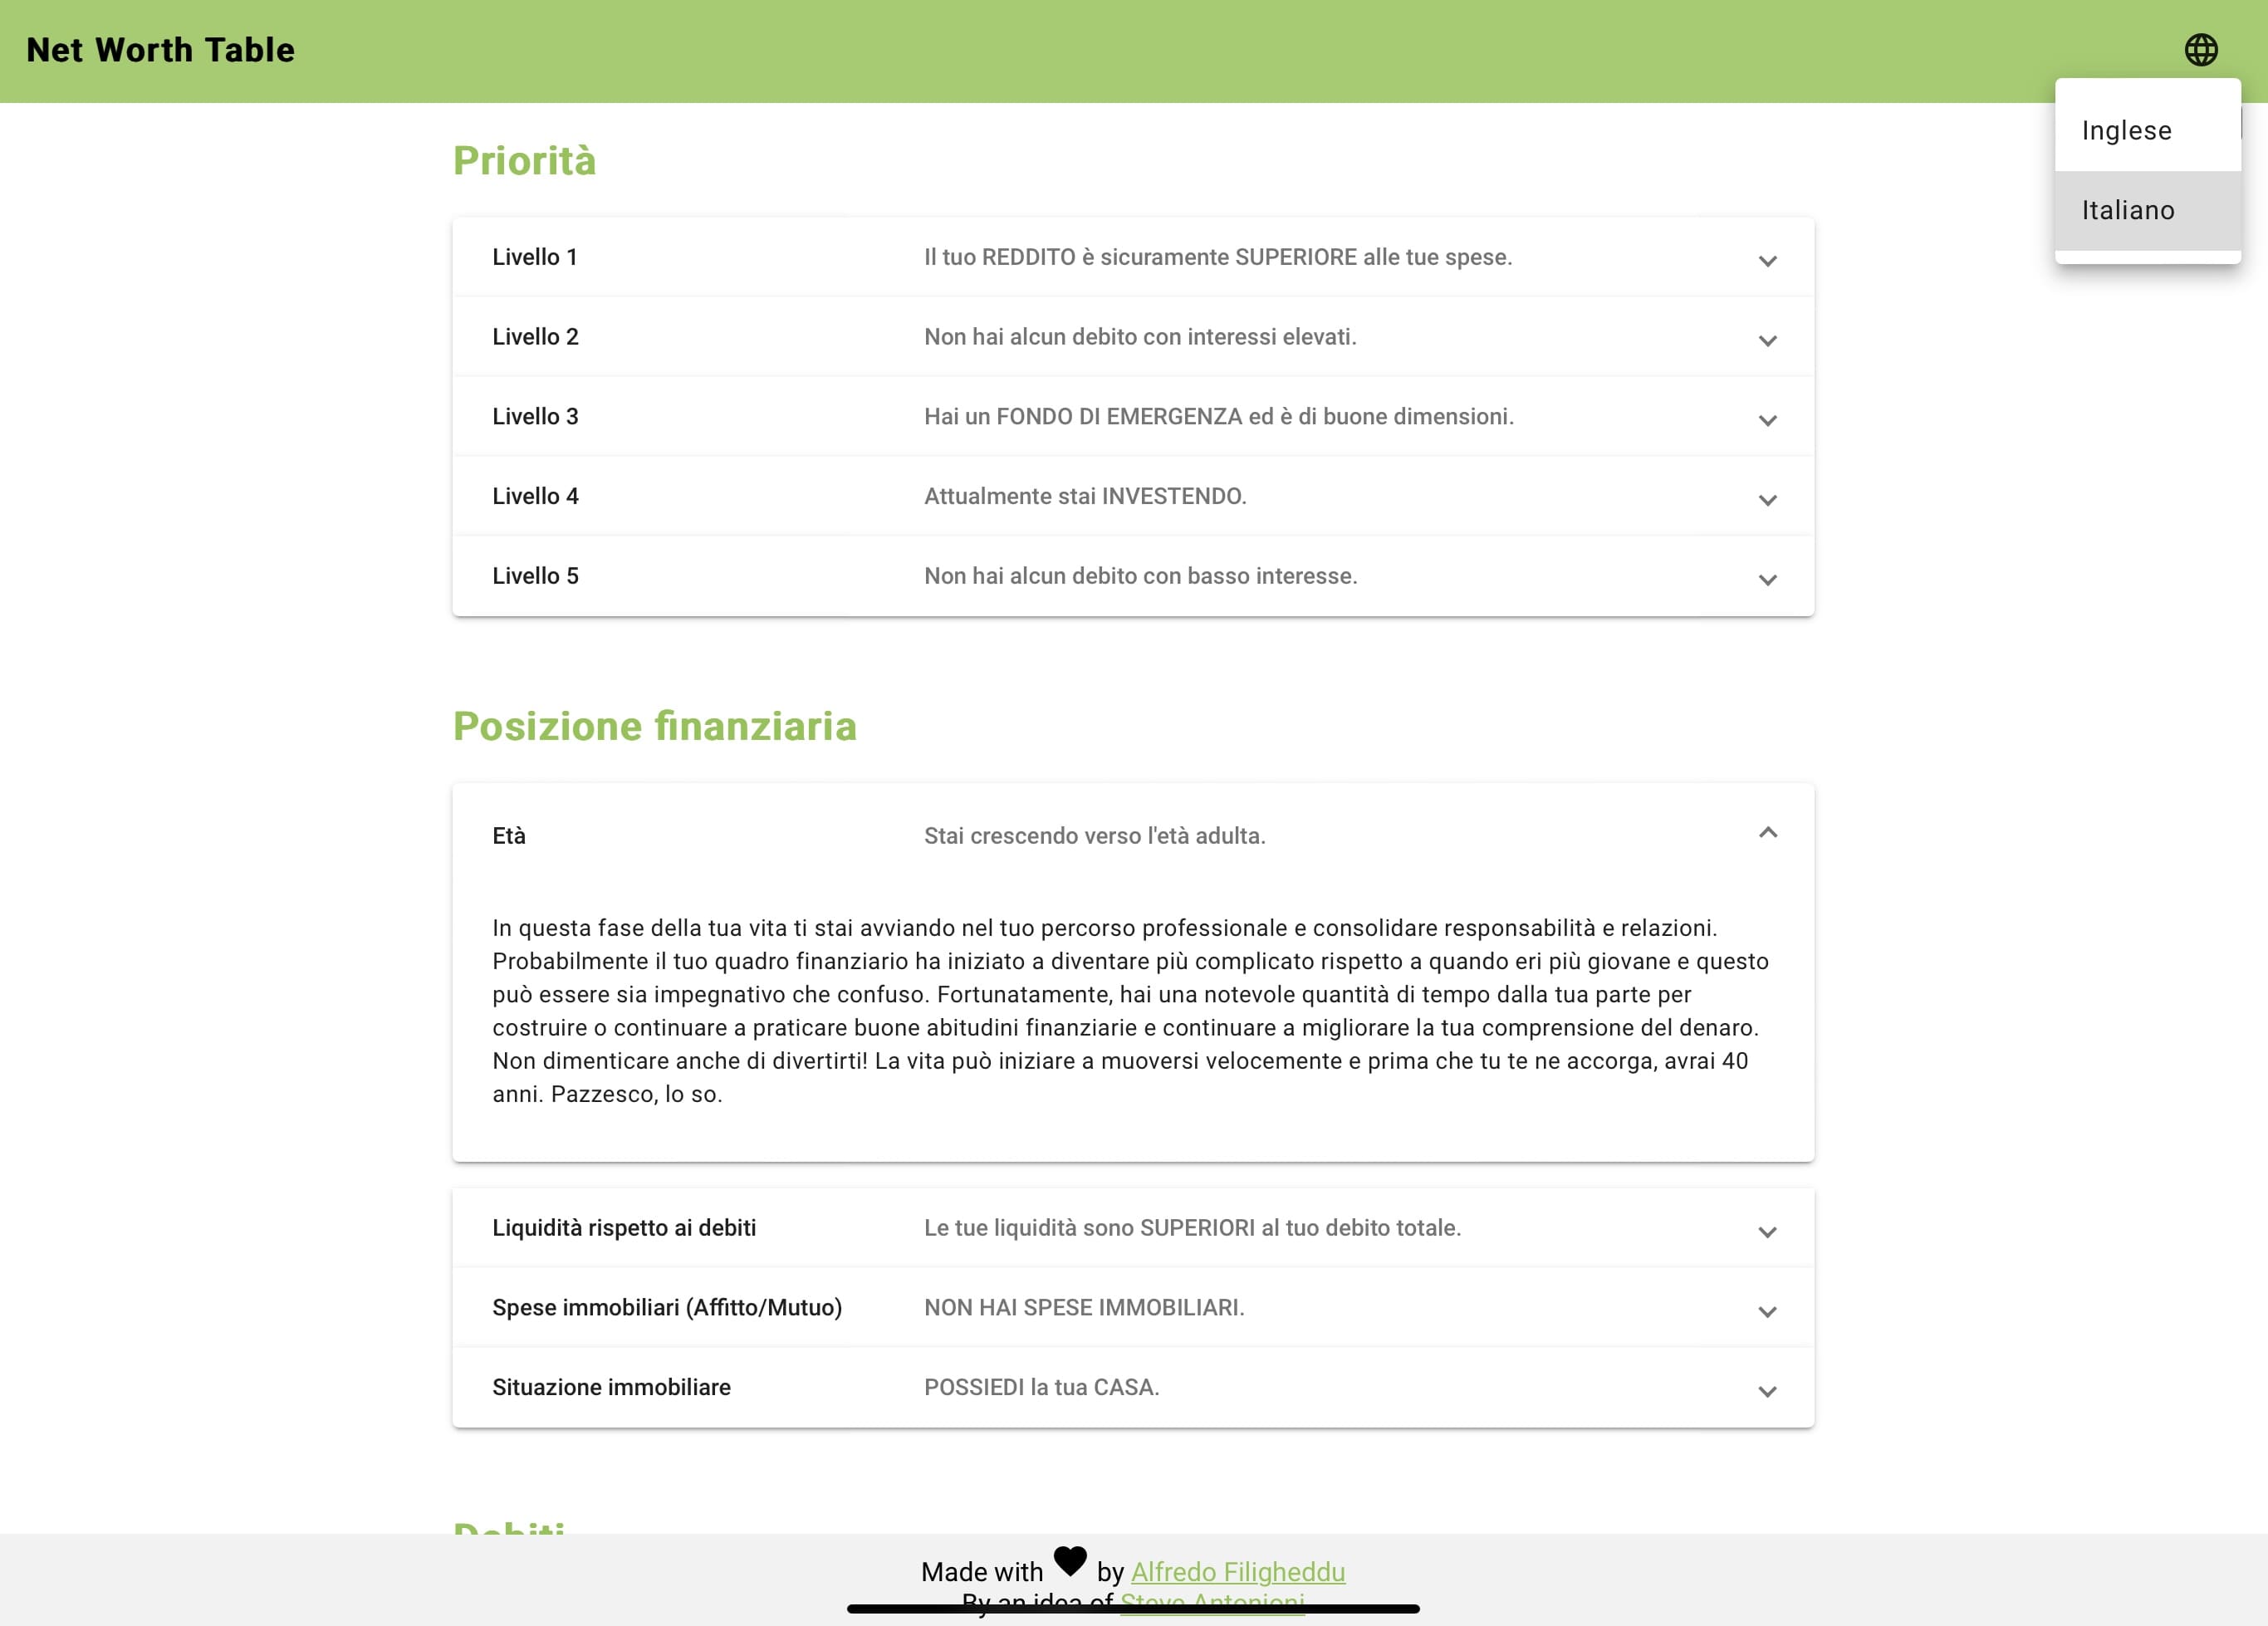 Net Worth Table
Inglese
Italiano
Priorità
Livello 1 Il tuo REDDITO è sicuramente SUPERIORE alle tue spese.
Livello 2 Non hai alcun debito con interessi elevati.
Livello 3 Hai un FONDO DI EMERGENZA ed è di buone dimensioni.
Livello 4 Attualmente stai INVESTENDO.
Livello 5 Non hai alcun debito con basso interesse.
Posizione finanziaria
Età Stai crescendo verso l'età adulta.
In questa fase della tua vita ti stai avviando nel tuo percorso professionale e consolidare responsabilità e relazioni.
Probabilmente il tuo quadro finanziario ha iniziato a diventare più complicato rispetto a quando eri più giovane e questo
può essere sia impegnativo che confuso. Fortunatamente, hai una notevole quantità di tempo dalla tua parte per
costruire o continuare a praticare buone abitudini finanziarie e continuare a migliorare la tua comprensione del denaro.
Non dimenticare anche di divertirti! La vita può iniziare a muoversi velocemente e prima che tu te ne accorga, avrai 40
anni. Pazzesco, lo so.
Liquidità rispetto ai debiti Le tue liquidità sono SUPERIORI al tuo debito totale.
Spese immobiliari (Affitto/Mutuo) NON HAI SPESE IMMOBILIARI.
Situazione immobiliare POSSIEDI la tua CASA.
Debiti
Made with by Alfredo Filigheddu
By an idea of Steve Antonioni